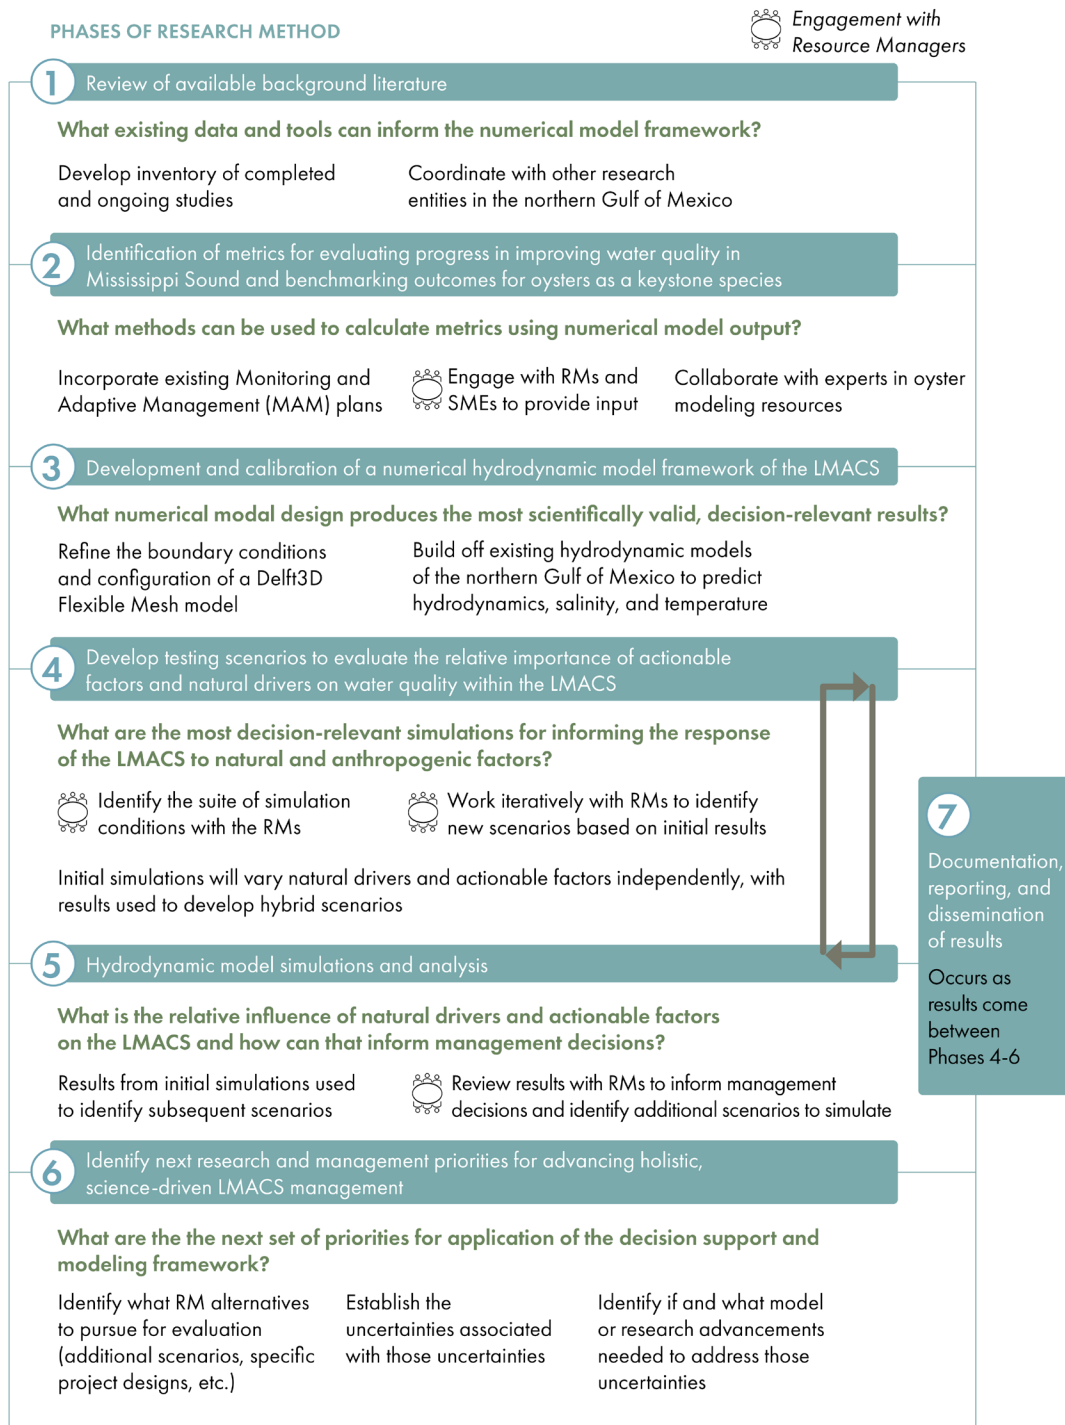 PHASES OF RESEARCH METHOD
Engagement with
Resource Managers
1
Review of available background literature
What existing data and tools can inform the numerical model framework?
Develop inventory of completed
and ongoing studies
Coordinate with other research
entities in the northern Gulf of Mexico
2
Identification of metrics for evaluating progress in improving water quality in
Mississippi Sound and benchmarking outcomes for oysters as a keystone species
What methods can be used to calculate metrics using numerical model output?
Incorporate existing Monitoring and
Adaptive Management (MAM) plans
Engage with RMs and
SMEs to provide input
Collaborate with experts in oyster
modeling resources
3
Development and calibration of a numerical hydrodynamic model framework of the LMACS
What numerical modal design produces the most scientifically valid, decision-relevant results?
Refine the boundary conditions
and configuration of a Delft3D
Flexible Mesh model
Build off existing hydrodynamic models
of the northern Gulf of Mexico to predict
hydrodynamics, salinity, and temperature
4
Develop testing scenarios to evaluate the relative importance of actionable
factors and natural drivers on water quality within the LMACS
What are the most decision-relevant simulations for informing the response
of the LMACS to natural and anthropogenic factors?
Identify the suite of simulation
conditions with the RMs
Work iteratively with RMs to identify
new scenarios based on initial results
Initial simulations will vary natural drivers and actionable factors independently, with
results used to develop hybrid scenarios
5
Hydrodynamic model simulations and analysis
What is the relative influence of natural drivers and actionable factors
on the LMACS and how can that inform management decisions?
Results from initial simulations used
to identify subsequent scenarios
Review results with RMs to inform management
decisions and identify additional scenarios to simulate
6
Identify next research and management priorities for advancing holistic,
science-driven LMACS management
What are the the next set of priorities for application of the decision support and
modeling framework?
Identify what RM alternatives
to pursue for evaluation
(additional scenarios, specific
project designs, etc.)
Establish the
uncertainties associated
with those uncertainties
Identify if and what model
or research advancements
needed to address those
uncertainties
7
Documentation,
reporting, and
dissemination
of results
Occurs as
results come
between
Phases 4-6